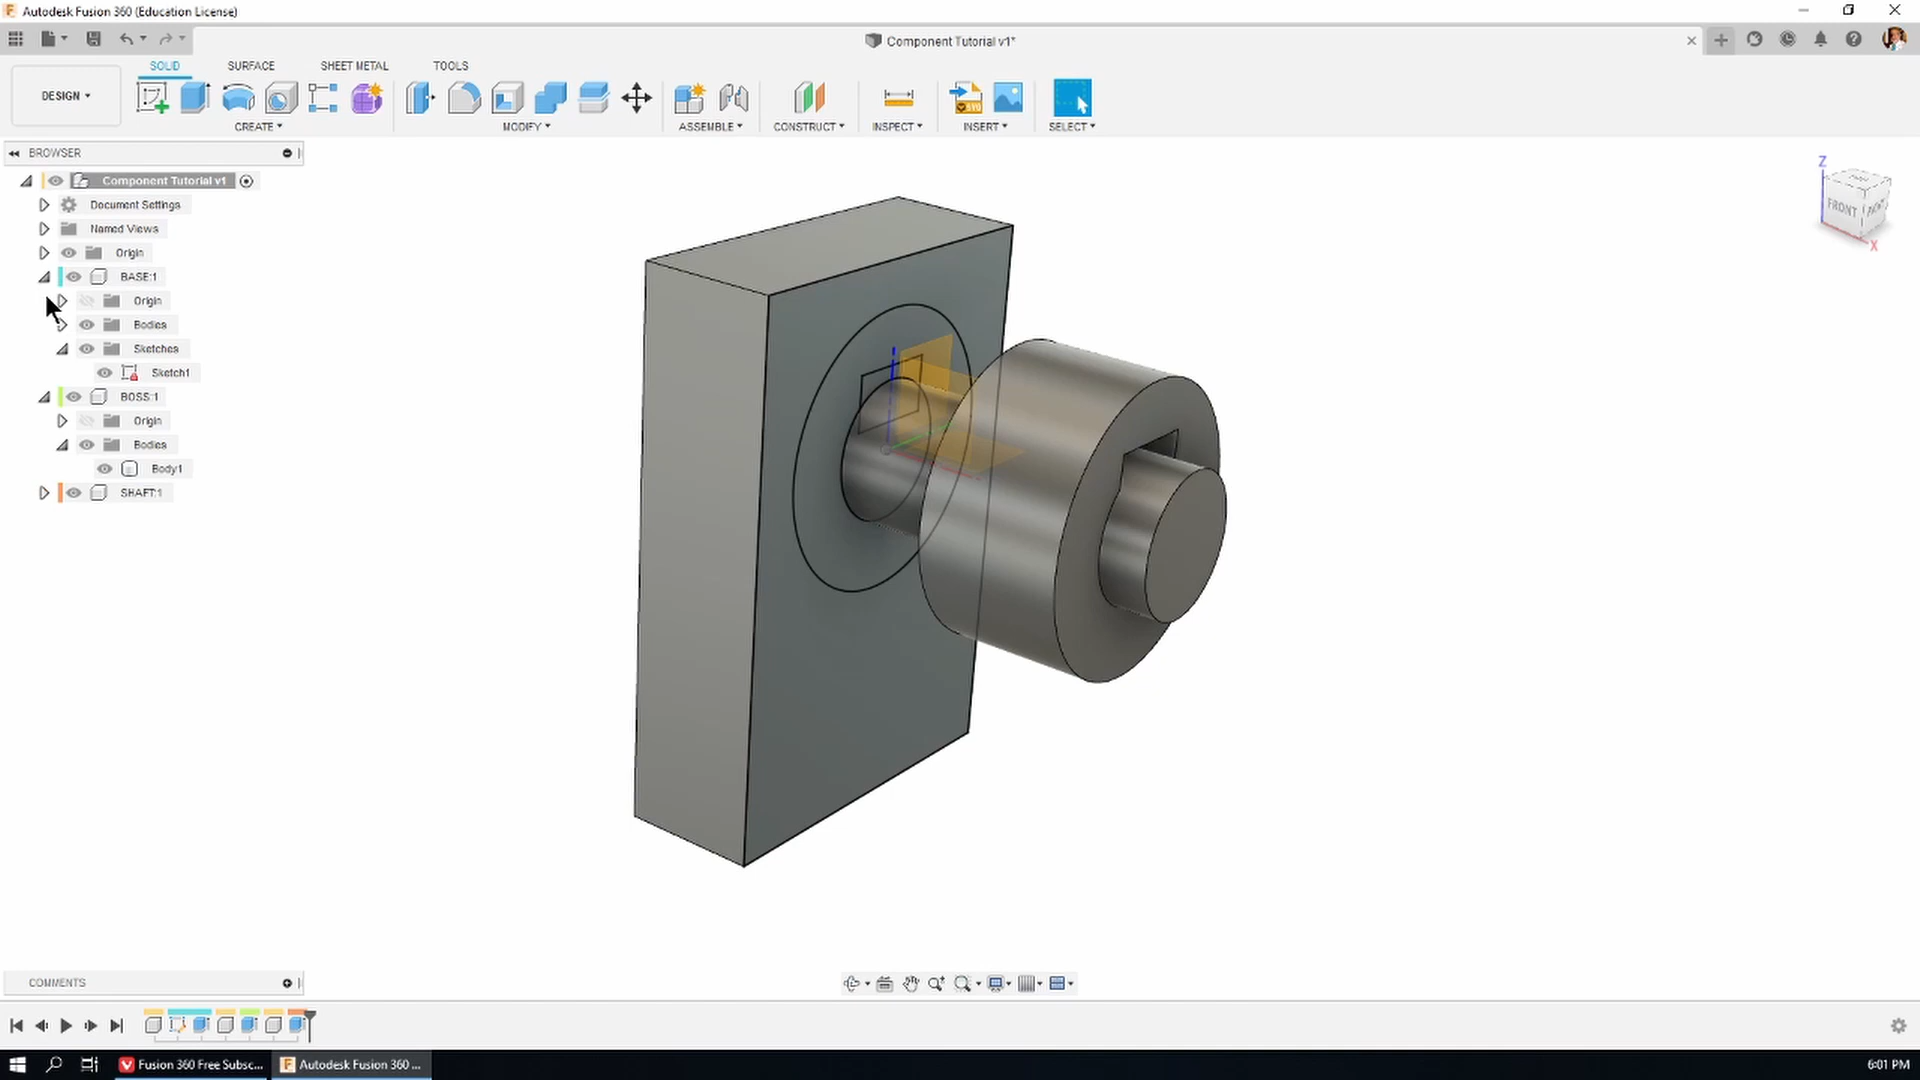 Autodesk Fusion 360 (Education License)
Component Tutorial v1*
DESIGN
SOLID
SURFACE
SHEET METAL
TOOLS
CREATE
MODIFY
ASSEMBLE
CONSTRUCT
INSPECT
INSERT
SELECT
BROWSER
Component Tutorial v1
Document Settings
Named Views
Origin
BASE:1
Origin
Bodies
Sketches
Sketch1
BOSS:1
Origin
Bodies
Body1
SHAFT:1
Z
FRONT
X
COMMENTS
Fusion 360 Free Subsc...
Autodesk Fusion 360 ...
6:01 PM